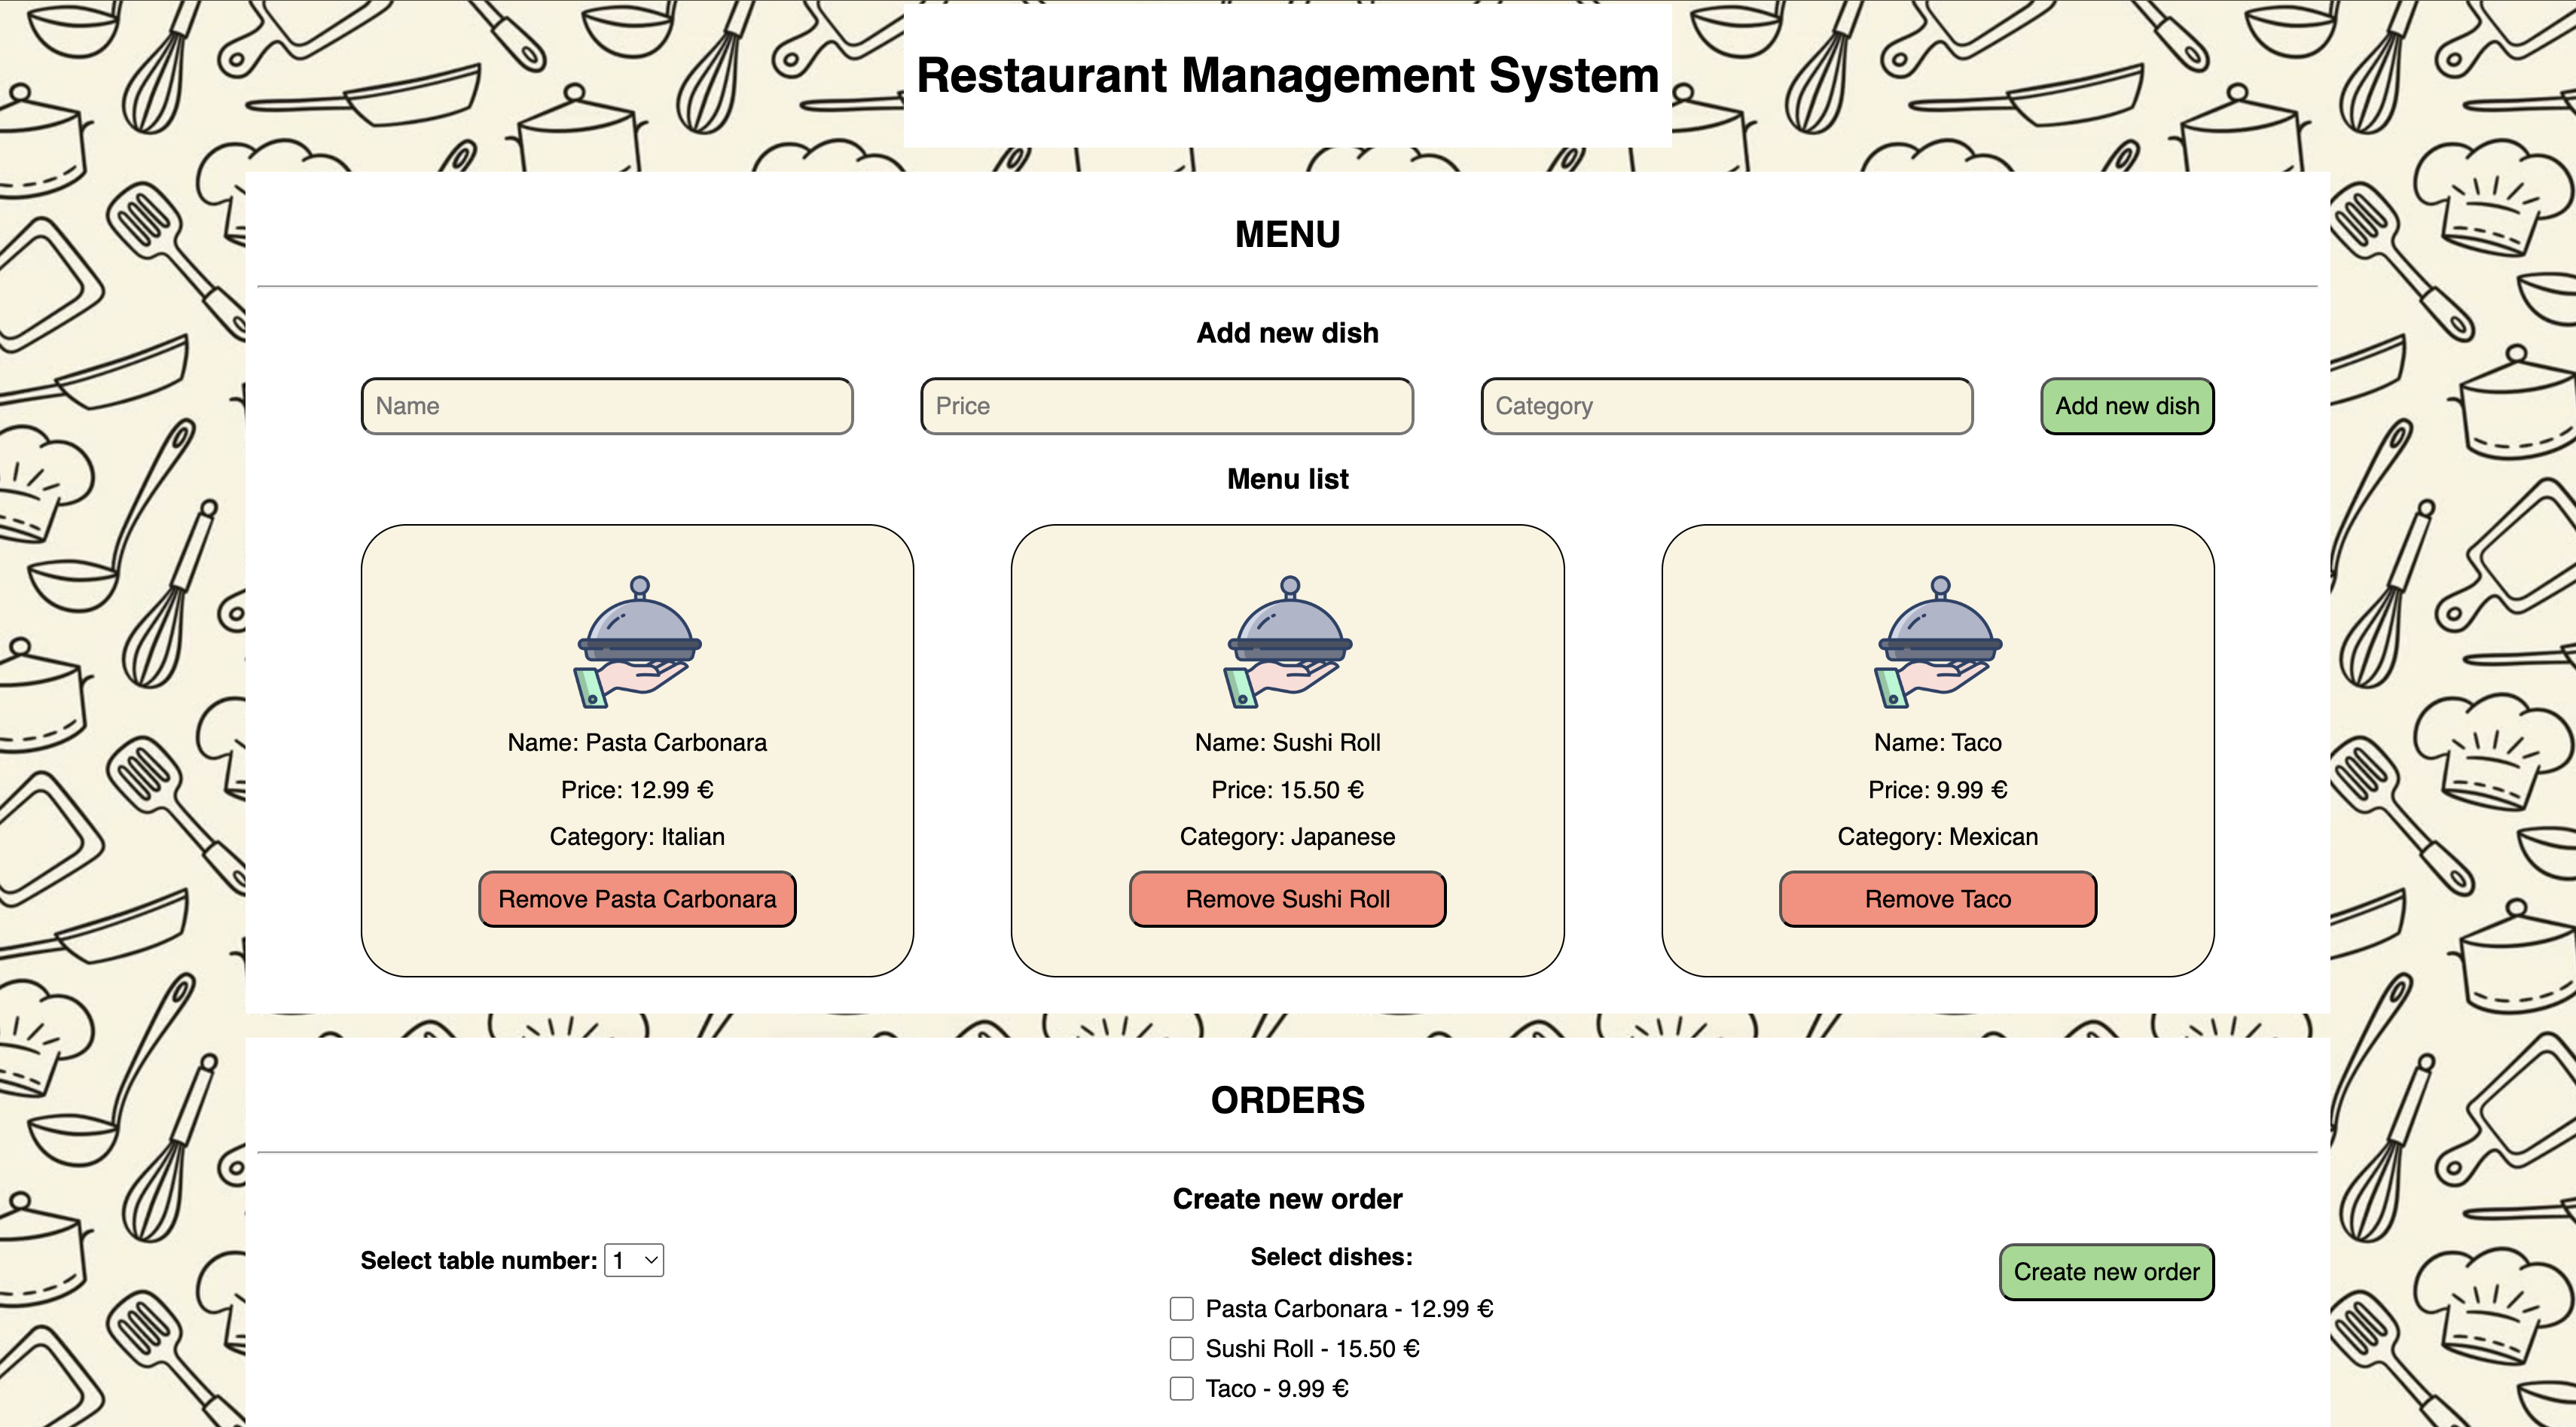 Restaurant Management System
MENU
Add new dish
Name
Price
Category
Add new dish
Menu list
Name: Pasta Carbonara
Price: 12.99 €
Category: Italian
Remove Pasta Carbonara
Name: Sushi Roll
Price: 15.50 €
Category: Japanese
Remove Sushi Roll
Name: Taco
Price: 9.99 €
Category: Mexican
Remove Taco
ORDERS
Create new order
Select table number: 1
Select dishes:
Pasta Carbonara - 12.99 €
Sushi Roll - 15.50 €
Taco - 9.99 €
Create new order